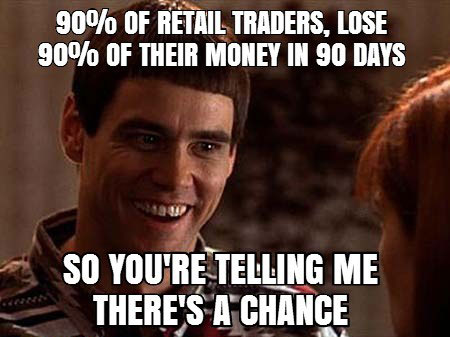 90% OF RETAIL TRADERS, LOSE
90% OF THEIR MONEY IN 90 DAYS
SO YOU'RE TELLING ME
THERE'S A CHANCE